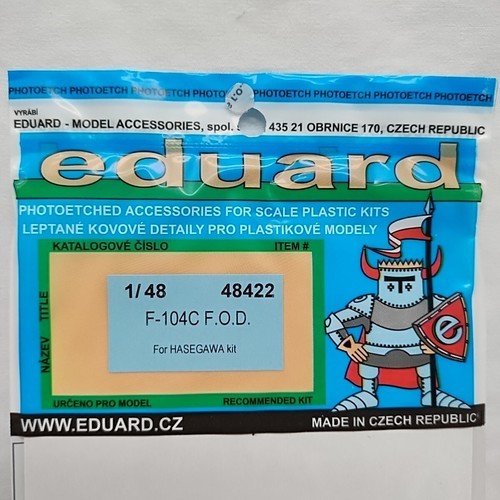 PHOTOETCH PHOTOETCH PHOTOETCH PHOTOETCH PHOTOETCH PHOTOETCH PHOTOETCH
VYRÁBÍ
EDUARD - MODEL ACCESSORIES, spol. 435 21 OBRNICE 170, CZECH REPUBLIC
eduard
PHOTOETCHED ACCESSORIES FOR SCALE PLASTIC KITS
LEPTANÉ KOVOVÉ DETAILY PRO PLASTIKOVÉ MODELY
KATALOGOVÉ ČÍSLO ITEM #
NÁZEV TITLE
1/48 48422
F-104C F.O.D.
For HASEGAWA kit
e
URČENO PRO MODEL RECOMMENDED KIT
WWW.EDUARD.CZ MADE IN CZECH REPUBLIC